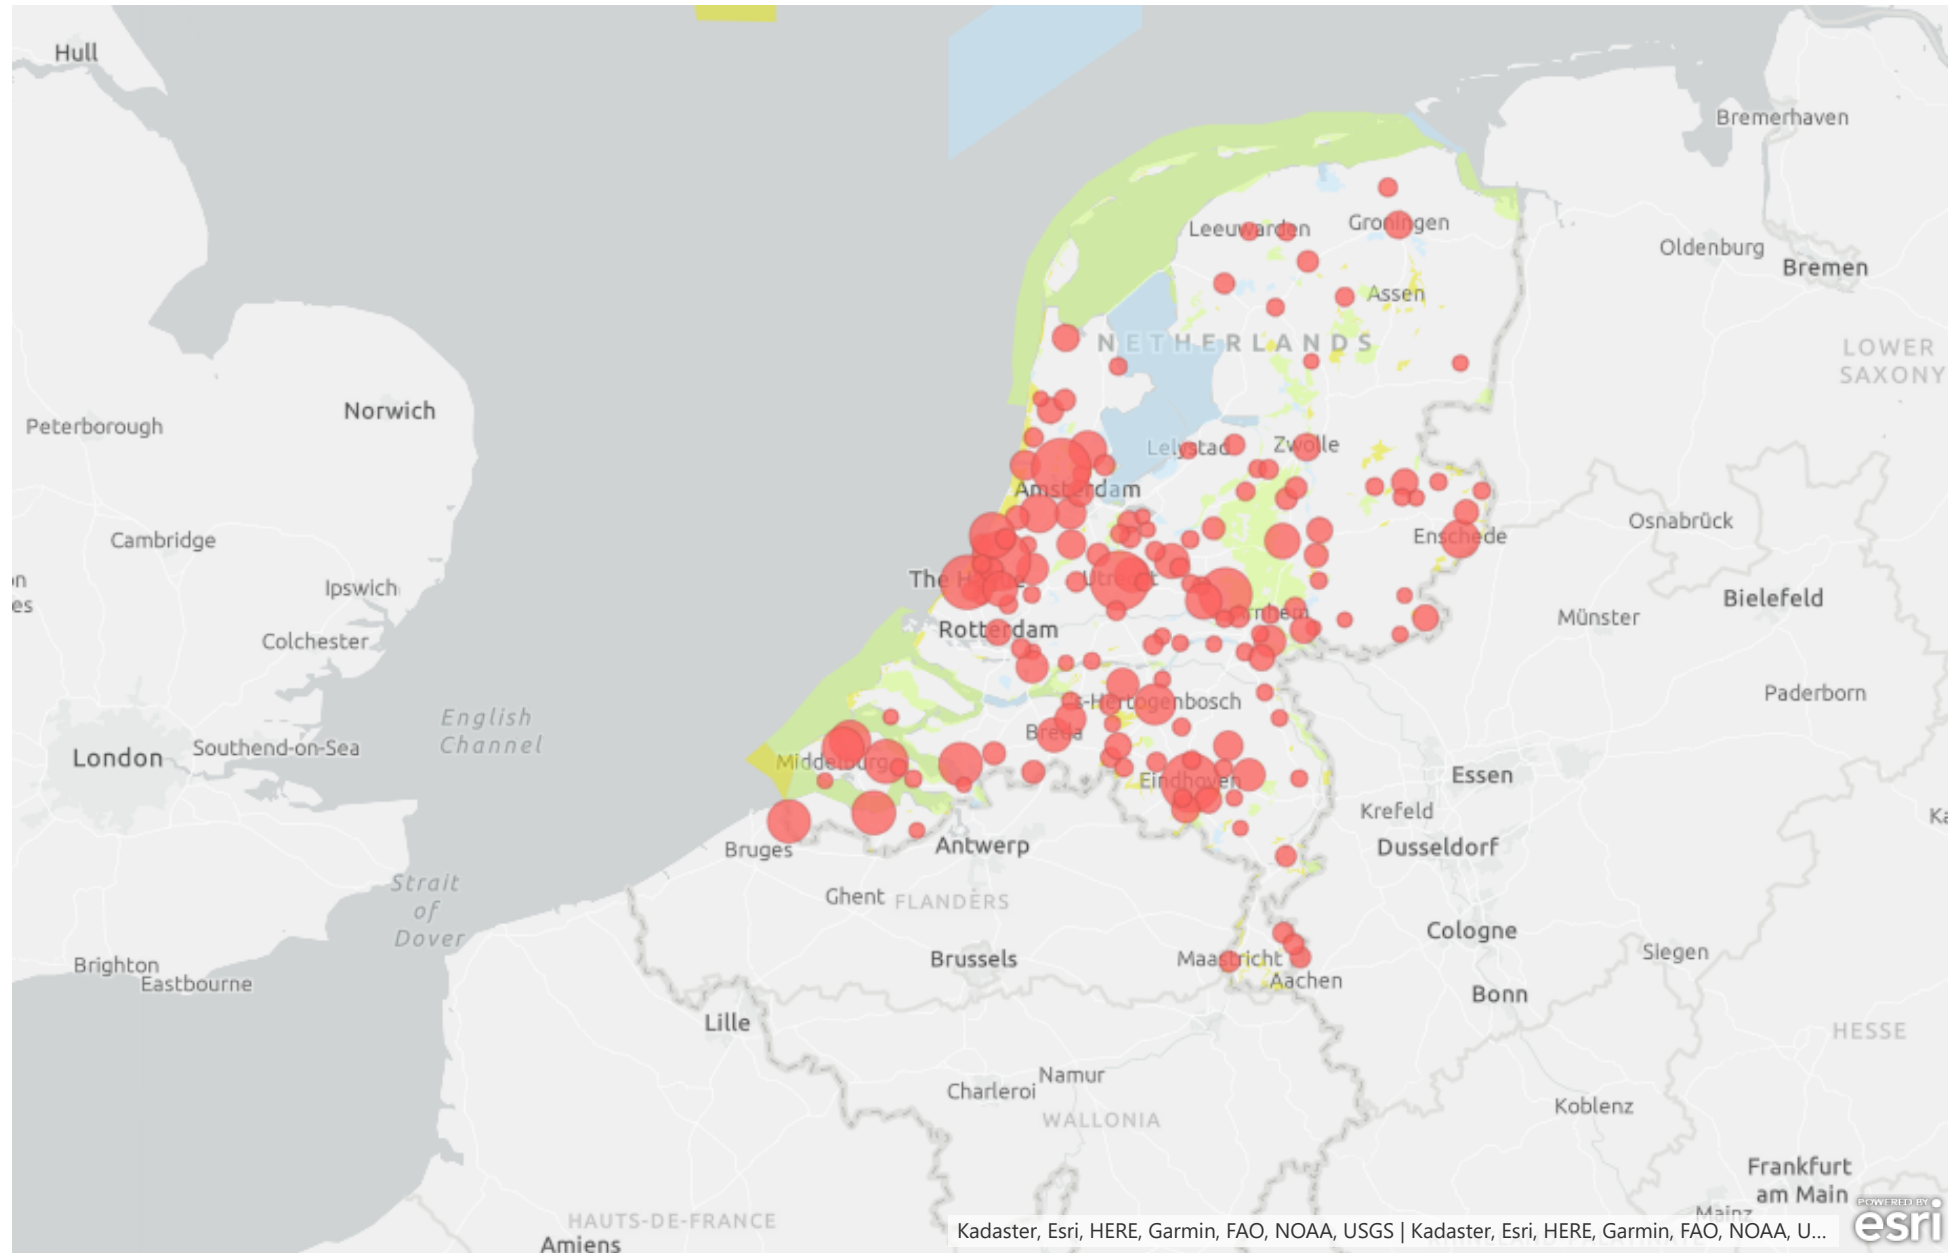 Hull
Bremerhaven
Leeuwarden
Groningen
Oldenburg
Bremen
Assen
NETHERLANDS
LOWER
SAXONY
Norwich
Peterborough
Lelystad
Zwolle
Amsterdam
Osnabrück
Enschede
Cambridge
Ipswich
The
Utrecht
Bielefeld
Münster
Colchester
Rotterdam
Paderborn
English
Channel
's-Hertogenbosch
Breda
London
Southend-on-Sea
Middelburg
Eindhoven
Essen
Krefeld
Bruges
Antwerp
Dusseldorf
Strait
of
Dover
Ghent
FLANDERS
Cologne
Brighton
Eastbourne
Brussels
Maastricht
Aachen
Siegen
Bonn
Lille
HESSE
Namur
Charleroi
WALLONIA
Koblenz
Frankfurt
am Main
HAUTS-DE-FRANCE
Amiens
Kadaster, Esri, HERE, Garmin, FAO, NOAA, USGS | Kadaster, Esri, HERE, Garmin, FAO, NOAA, U...
POWERED BY
esri